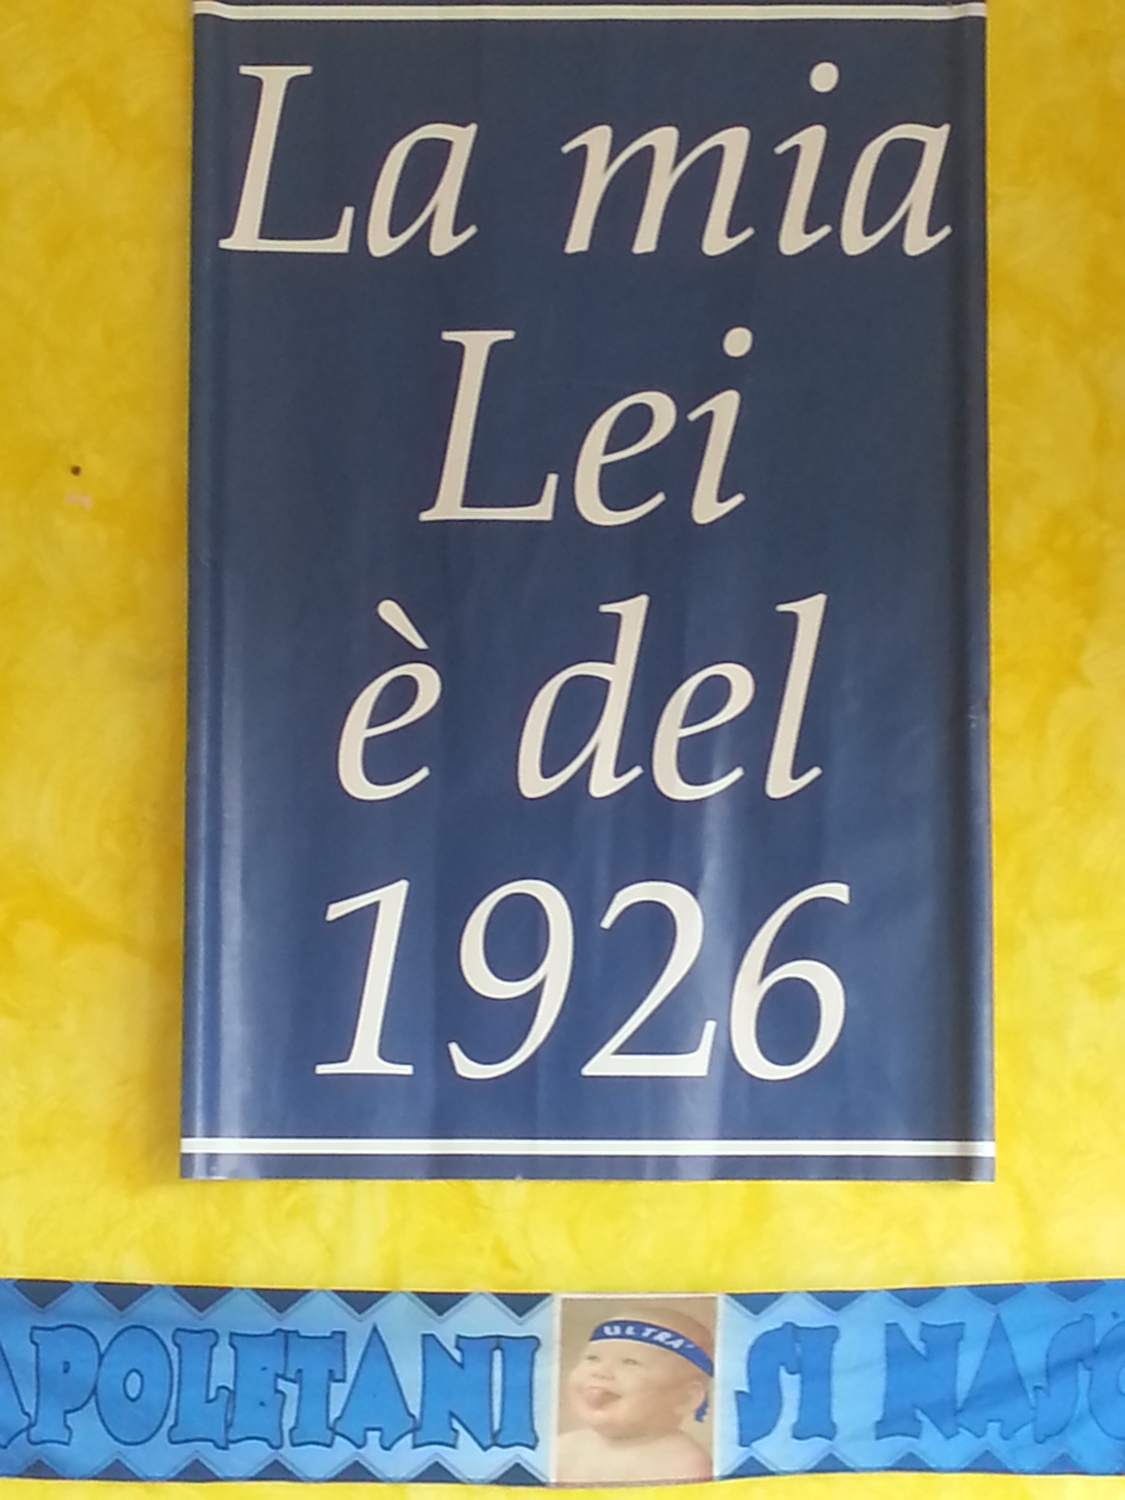 La mia
Lei
è del
1926
APOLETANI ULTRA' SI NASC